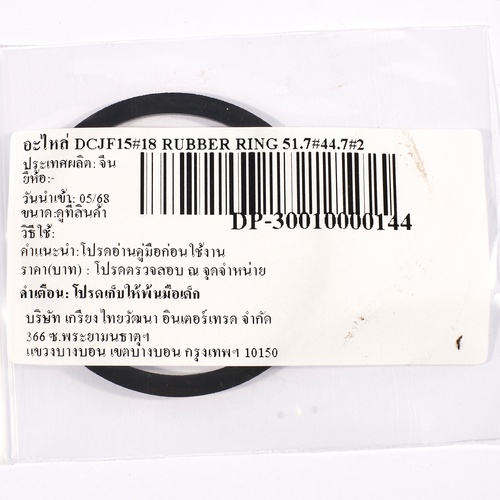 อะไหล่ DCJF15#18 RUBBER RING 51.7#44.7#2
ประเทศผลิต: จีน
ยี่ห้อ:-
วันนำเข้า: 05/68
ขนาด:ดูที่สินค้า
DP-30010000144
วิธีใช้:
คำแนะนำ:โปรดอ่านคู่มือก่อนใช้งาน
ราคา(บาท) : โปรดตรวจสอบ ณ จุดจำหน่าย
คำเตือน: โปรดเก็บให้พ้นมือเด็ก
บริษัท เกรียงไทยวัฒนา อินเตอร์เทรด จำกัด
366 ซ.พระยามนธาตุฯ
แขวงบางบอน เขตบางบอน กรุงเทพฯ 10150